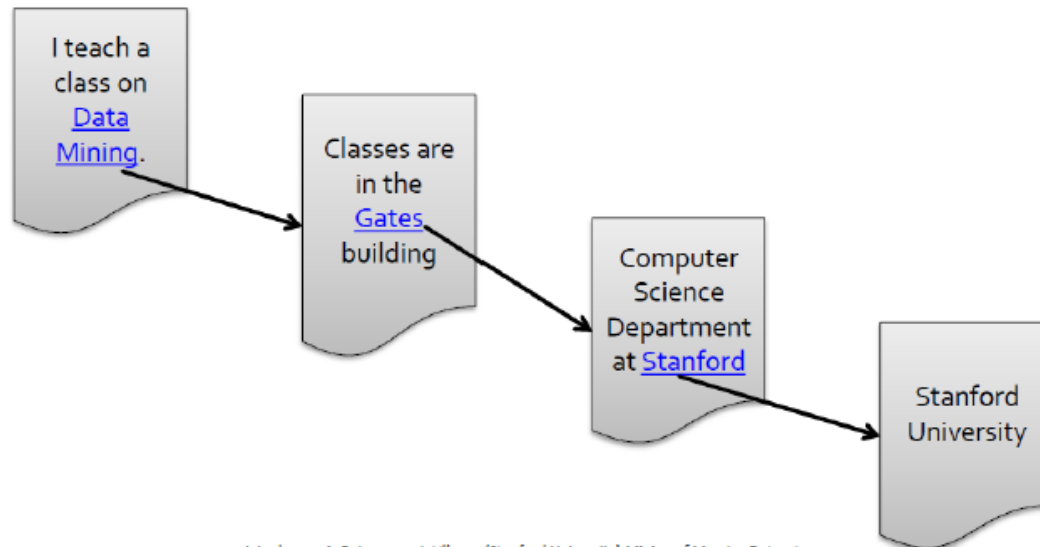 I teach a
class on
Data
Mining.
Classes are
in the
Gates
building
Computer
Science
Department
at Stanford
Stanford
University